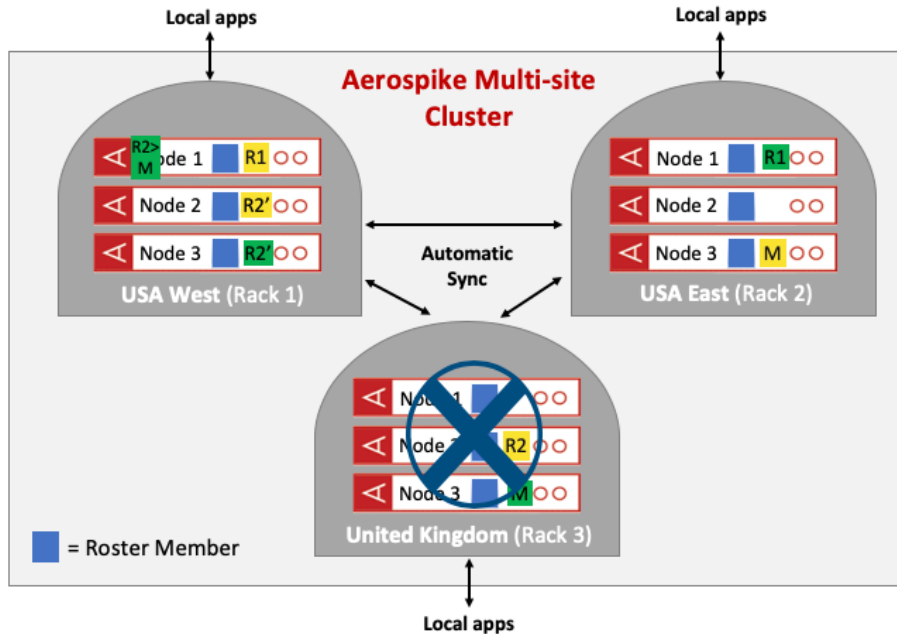 Local apps
Local apps
Aerospike Multi-site
Cluster
R2>
M
ode 1
R1
Node 2
R2'
Node 3
R2'
USA West (Rack 1)
Node 1
R1
Node 2
Node 3
M
USA East (Rack 2)
Automatic
Sync
R2
Node 3
M
United Kingdom (Rack 3)
= Roster Member
Local apps